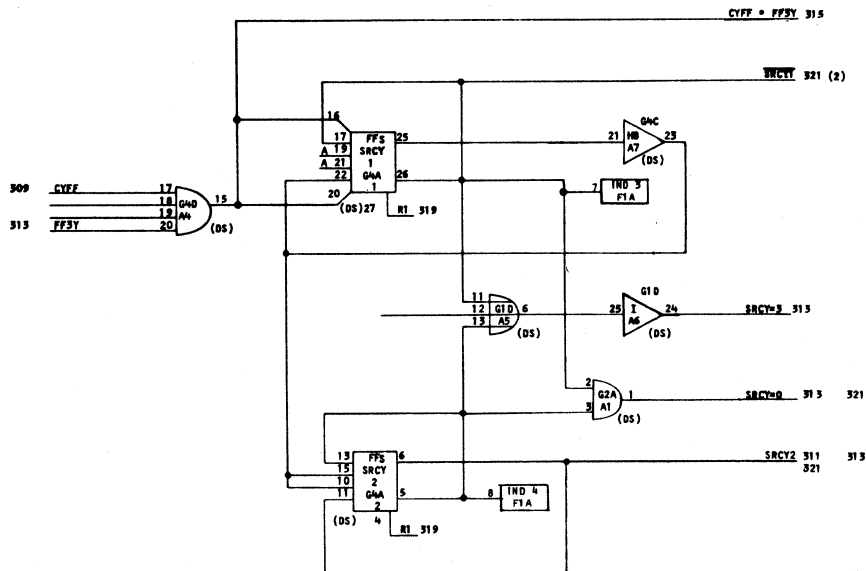 CYFF • FF3Y 315
SRCY1 321 (2)
16
17
A 19
A 21
22
20
FFS
SRCY
1
G4A
1
25
26
(DS) 27
R1 319
21
G4C
HB
A7
23
(DS)
7
IND 3
F1A
309 CYFF 17
18
19
313 FF3Y 20
G4D
A4
15
(DS)
11
12
13
G1D
A5
6
(DS)
25
G1D
I
A6
24
(DS)
SRCY=3 313
2
3
G2A
A1
1
(DS)
SRCY=0 313 321
13
15
10
11
FFS
SRCY
2
G4A
2
6
5
(DS) 4
R1 319
8
IND 4
F1A
SRCY2 311 313
321